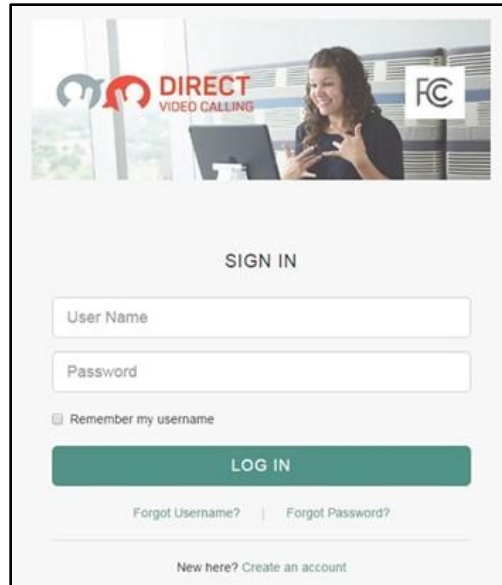 DIRECT
VIDEO CALLING
FCC
SIGN IN
User Name
Password
Remember my username
LOG IN
Forgot Username? | Forgot Password?
New here? Create an account